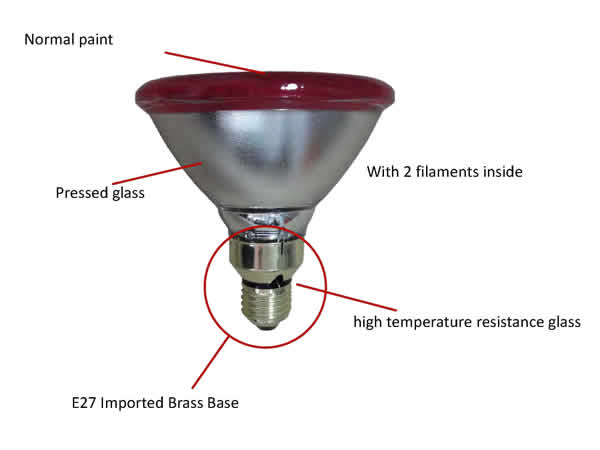 Normal paint
With 2 filaments inside
Pressed glass
high temperature resistance glass
E27 Imported Brass Base